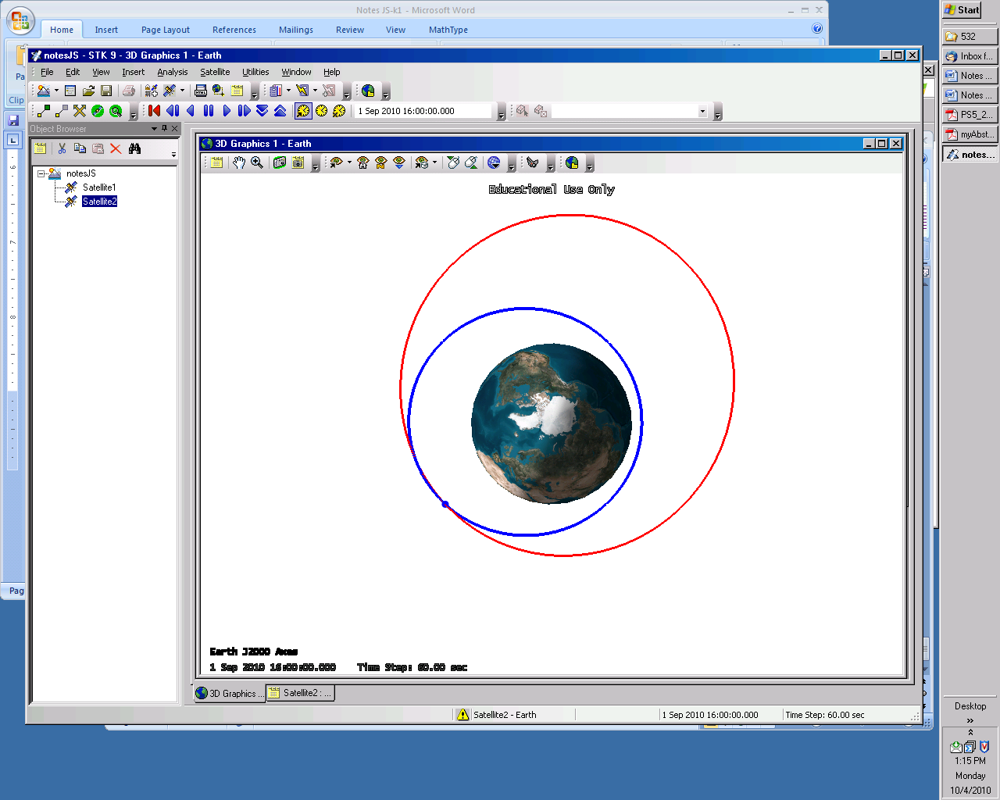 Notes JS-k1 - Microsoft Word
Home Insert Page Layout References Mailings Review View MathType
Pa
Clip
notesJS - STK 9 - 3D Graphics 1 - Earth
File Edit View Insert Analysis Satellite Utilities Window Help
1 Sep 2010 16:00:00.000
Object Browser
notesJS
Satellite1
Satellite2
3D Graphics 1 - Earth
Educational Use Only
Earth J2000 Axes
1 Sep 2010 16:00:00.000 Time Step: 60.00 sec
3D Graphics ... Satellite2 : ...
Satellite2 - Earth 1 Sep 2010 16:00:00.000 Time Step: 60.00 sec
L
6
7
8
Pag
Start
532
Inbox f...
Notes ...
Notes ...
PS5_2...
myAbst...
notes...
Desktop
1:15 PM
Monday
10/4/2010